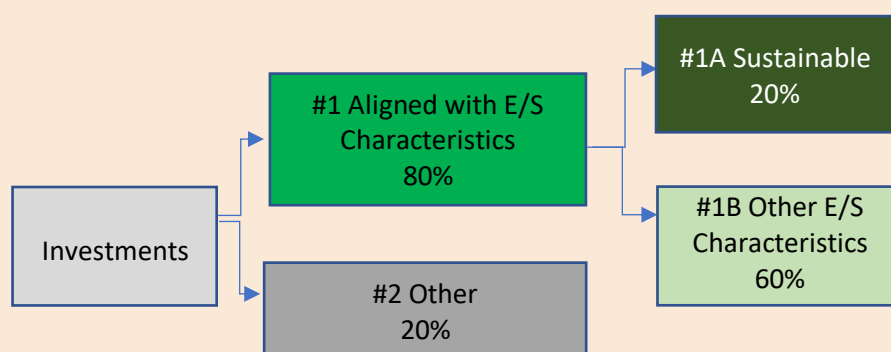 Investments
#1 Aligned with E/S
Characteristics
80%
#2 Other
20%
#1A Sustainable
20%
#1B Other E/S
Characteristics
60%